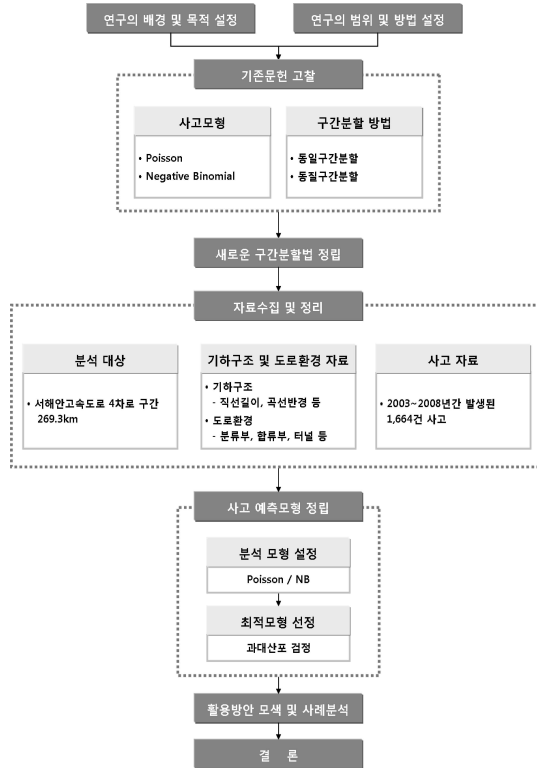 연구의 배경 및 목적 설정
연구의 범위 및 방법 설정
기존문헌 고찰
사고모형
• Poisson
• Negative Binomial
구간분할 방법
• 동일구간분할
• 동질구간분할
새로운 구간분할법 정립
자료수집 및 정리
분석 대상
• 서해안고속도로 4차로 구간
269.3km
기하구조 및 도로환경 자료
• 기하구조
- 직선길이, 곡선반경 등
• 도로환경
- 분류부, 합류부, 터널 등
사고 자료
• 2003~2008년간 발생된
1,664건 사고
사고 예측모형 정립
분석 모형 설정
Poisson / NB
최적모형 선정
과대산포 검정
활용방안 모색 및 사례분석
결 론